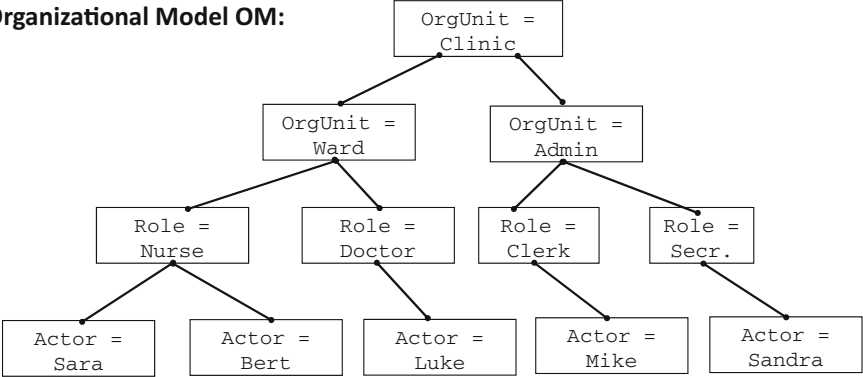 Organizational Model OM:
OrgUnit =
Clinic
OrgUnit =
Ward
OrgUnit =
Admin
Role =
Nurse
Role =
Doctor
Role =
Clerk
Role =
Secr.
Actor =
Sara
Actor =
Bert
Actor =
Luke
Actor =
Mike
Actor =
Sandra